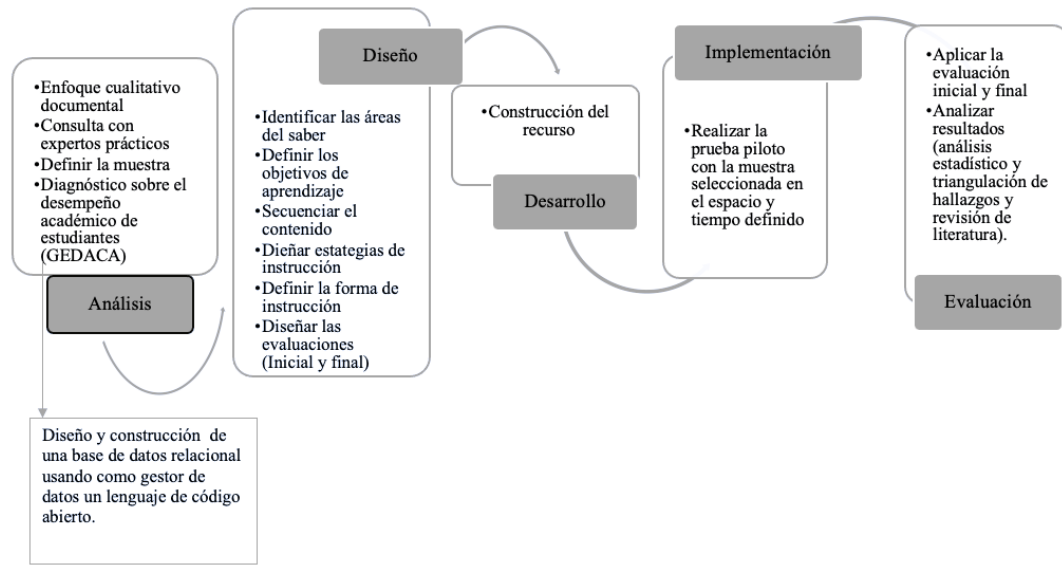 •Enfoque cualitativo
documental
•Consulta con
expertos prácticos
•Definir la muestra
•Diagnóstico sobre el
desempeño
académico de
estudiantes
(GEDACA)
Análisis
Diseño y construcción de
una base de datos relacional
usando como gestor de
datos un lenguaje de código
abierto.
Diseño
•Identificar las áreas
del saber
•Definir los
objetivos de
aprendizaje
•Secuenciar el
contenido
•Dieñar estrategias de
instrucción
•Definir la forma de
instrucción
•Diseñar las
evaluaciones
(Inicial y final)
•Construcción del
recurso
Desarrollo
Implementación
•Realizar la
prueba piloto
con la muestra
seleccionada en
el espacio y
tiempo definido
•Aplicar la
evaluación
inicial y final
•Analizar
resultados
(análisis
estadístico y
triangulación de
hallazgos y
revisión de
literatura).
Evaluación